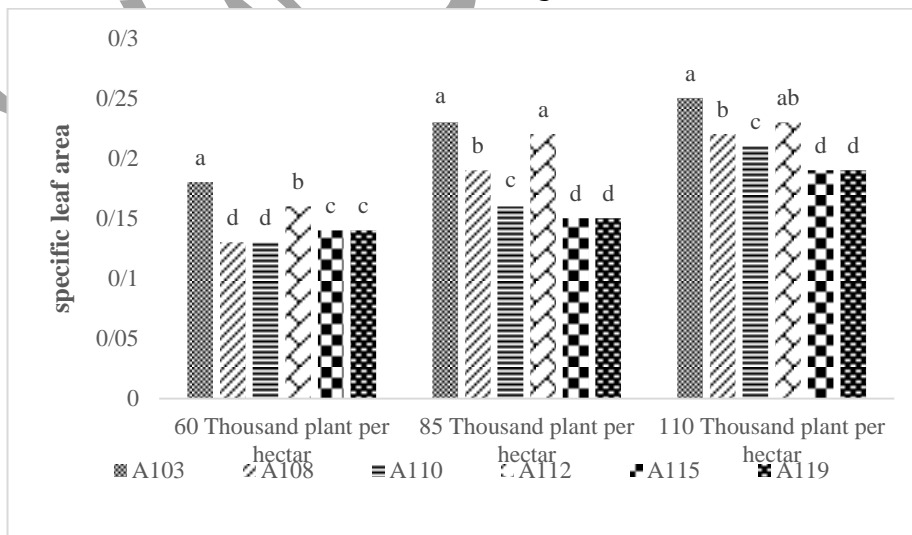 specific leaf area
0/3
0/25
0/2
0/15
0/1
0/05
0
a
d
d
b
c
c
a
b
c
a
d
d
a
b
c
ab
d
d
60 Thousand plant per
hectar
85 Thousand plant per
hectar
110 Thousand plant per
hectar
A103
A108
A110
A112
A115
A119